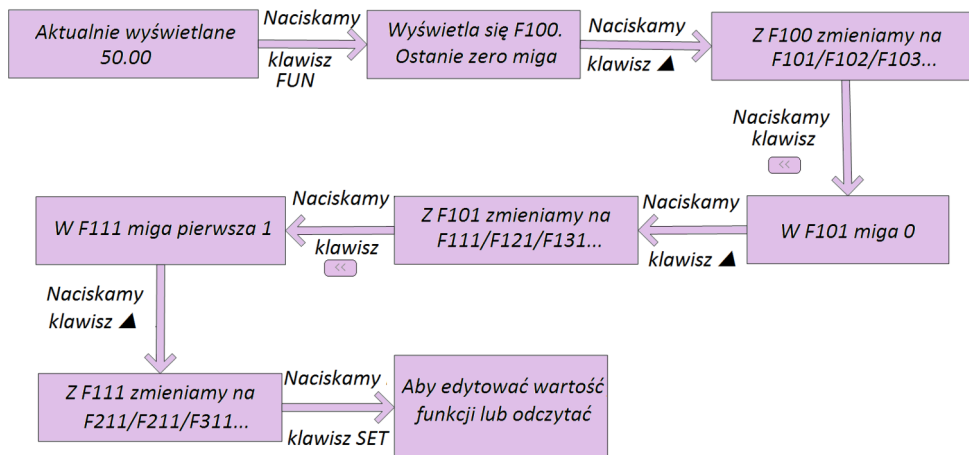 Aktualnie wyświetlane
50.00
Naciskamy
klawisz
FUN
Wyświetla się F100.
Ostanie zero miga
Naciskamy
klawisz ▲
Z F100 zmieniamy na
F101/F102/F103...
Naciskamy
klawisz
<<
W F101 miga 0
Naciskamy
klawisz ▲
Z F101 zmieniamy na
F111/F121/F131...
Naciskamy
klawisz
<<
W F111 miga pierwsza 1
Naciskamy
klawisz ▲
Z F111 zmieniamy na
F211/F211/F311...
Naciskamy
klawisz SET
Aby edytować wartość
funkcji lub odczytać